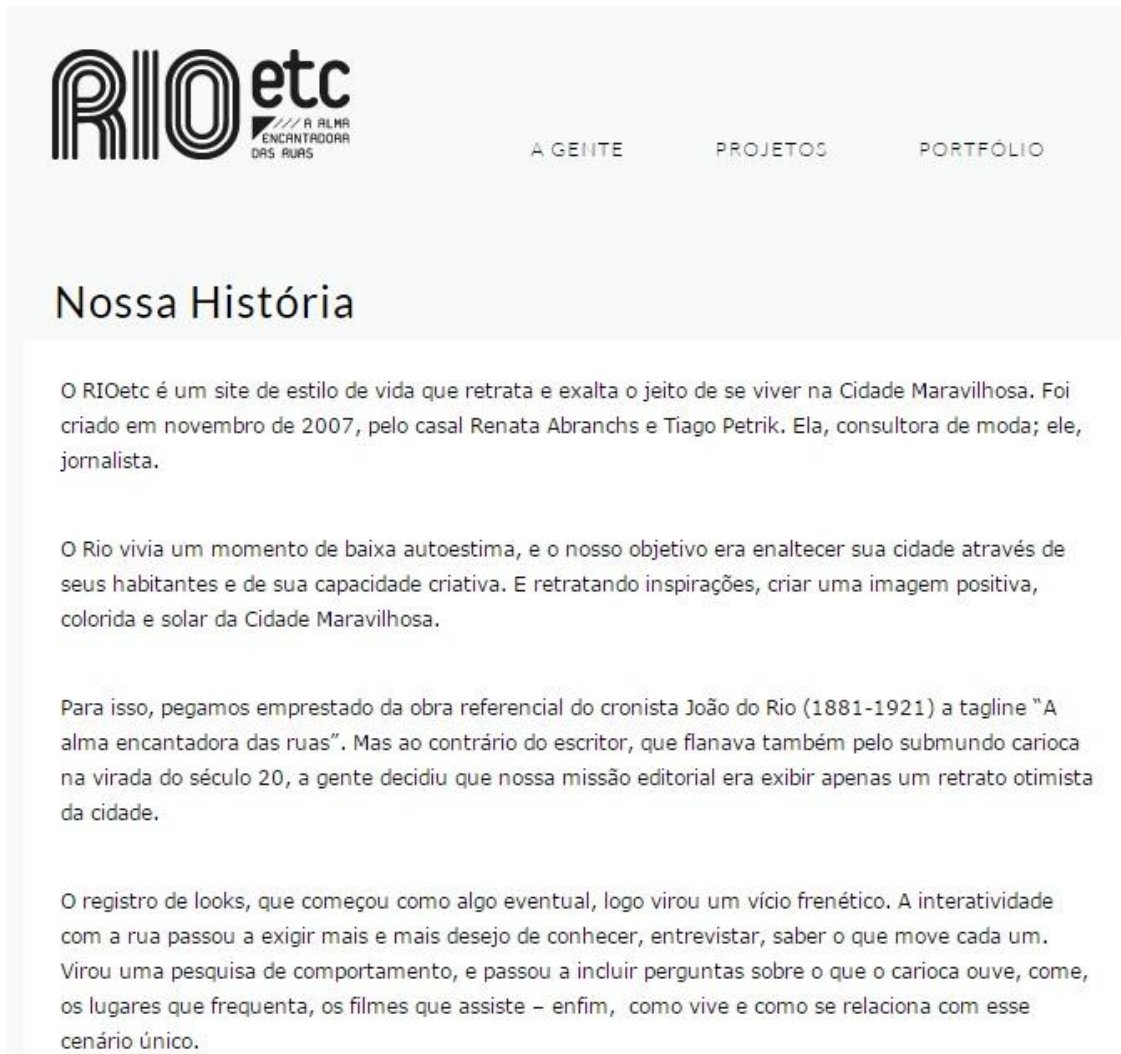 RIO etc
/// A ALMA
ENCANTADORA
DAS RUAS
A GENTE PROJETOS PORTFÓLIO
Nossa História
O RIOetc é um site de estilo de vida que retrata e exalta o jeito de se viver na Cidade Maravilhosa. Foi
criado em novembro de 2007, pelo casal Renata Abranchs e Tiago Petrik. Ela, consultora de moda; ele,
jornalista.
O Rio vivia um momento de baixa autoestima, e o nosso objetivo era enaltecer sua cidade através de
seus habitantes e de sua capacidade criativa. E retratando inspirações, criar uma imagem positiva,
colorida e solar da Cidade Maravilhosa.
Para isso, pegamos emprestado da obra referencial do cronista João do Rio (1881-1921) a tagline “A
alma encantadora das ruas”. Mas ao contrário do escritor, que flanava também pelo submundo carioca
na virada do século 20, a gente decidiu que nossa missão editorial era exibir apenas um retrato otimista
da cidade.
O registro de looks, que começou como algo eventual, logo virou um vício frenético. A interatividade
com a rua passou a exigir mais e mais desejo de conhecer, entrevistar, saber o que move cada um.
Virou uma pesquisa de comportamento, e passou a incluir perguntas sobre o que o carioca ouve, come,
os lugares que frequenta, os filmes que assiste – enfim, como vive e como se relaciona com esse
cenário único.